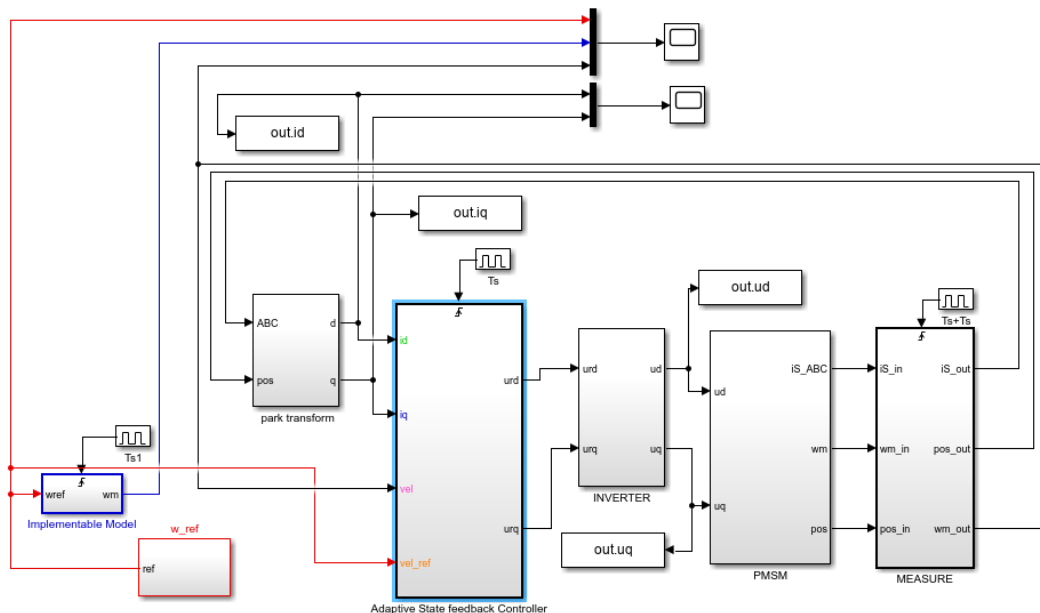 out.id
out.iq
Ts
out.ud
Ts+Ts
ABC
d
pos
q
park transform
id
iq
vel
vel_ref
urd
urq
Adaptive State feedback Controller
urd
ud
urq
uq
INVERTER
out.uq
ud
uq
iS_ABC
wm
pos
PMSM
iS_in
iS_out
wm_in
pos_out
pos_in
wm_out
MEASURE
Ts1
wref
wm
Implementable Model
w_ref
ref